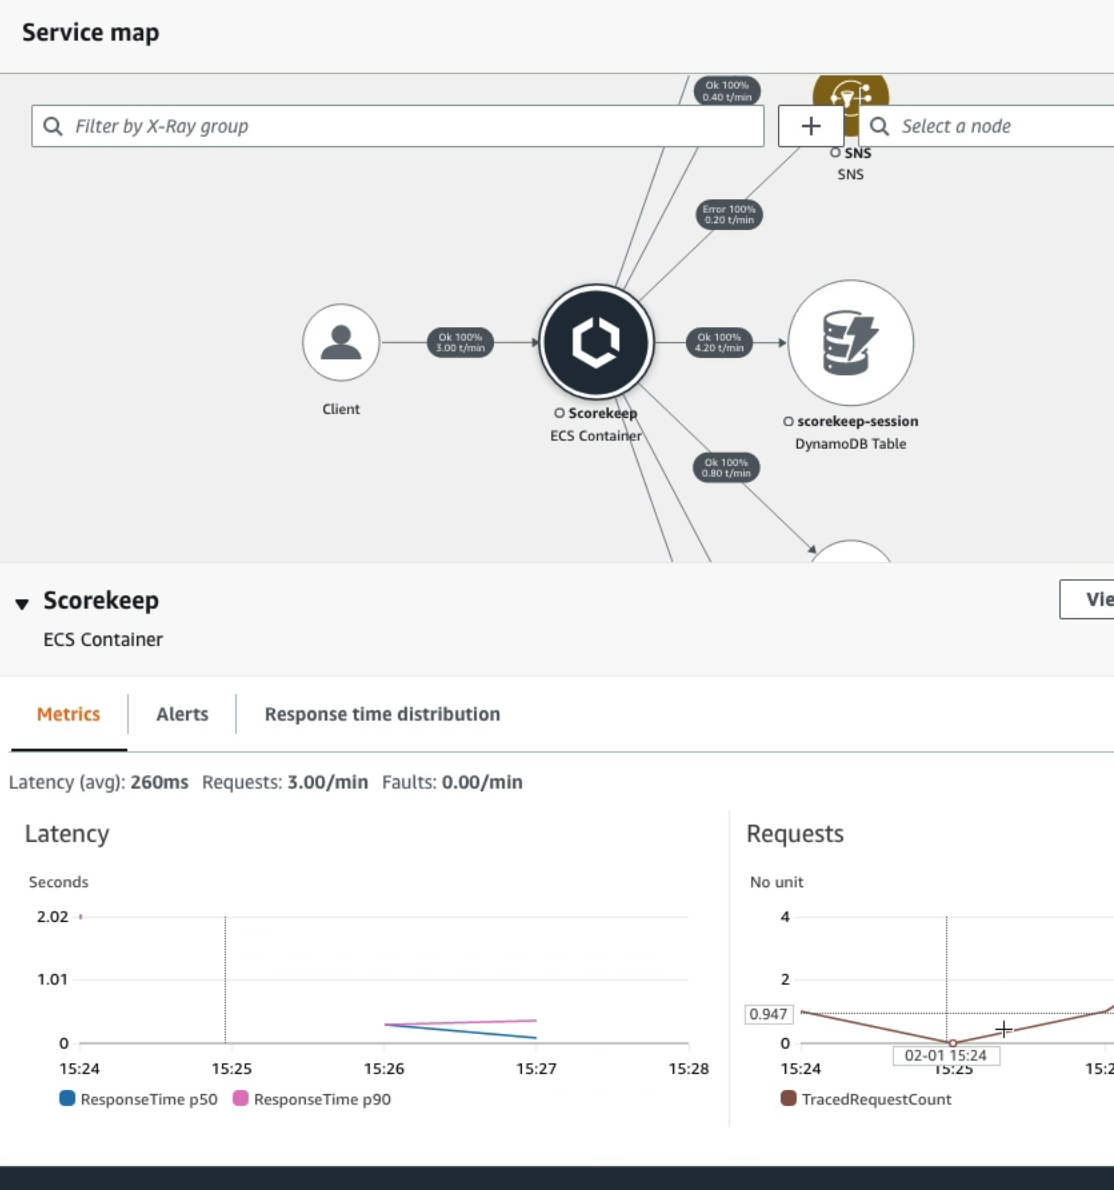 Service map
Ok 100%
0.40 t/min
Filter by X-Ray group
+
Select a node
SNS
SNS
Error 100%
0.20 t/min
Ok 100%
3.00 t/min
Ok 100%
4.20 t/min
Client
Scorekeep
ECS Container
scorekeep-session
DynamoDB Table
Ok 100%
0.80 t/min
Scorekeep
ECS Container
Vie
Metrics
Alerts
Response time distribution
Latency (avg): 260ms Requests: 3.00/min Faults: 0.00/min
Latency
Seconds
2.02
1.01
0
15:24
15:25
15:26
15:27
15:28
ResponseTime p50
ResponseTime p90
Requests
No unit
4
2
0.947
0
02-01 15:24
15:24
15:25
15:2
TracedRequestCount